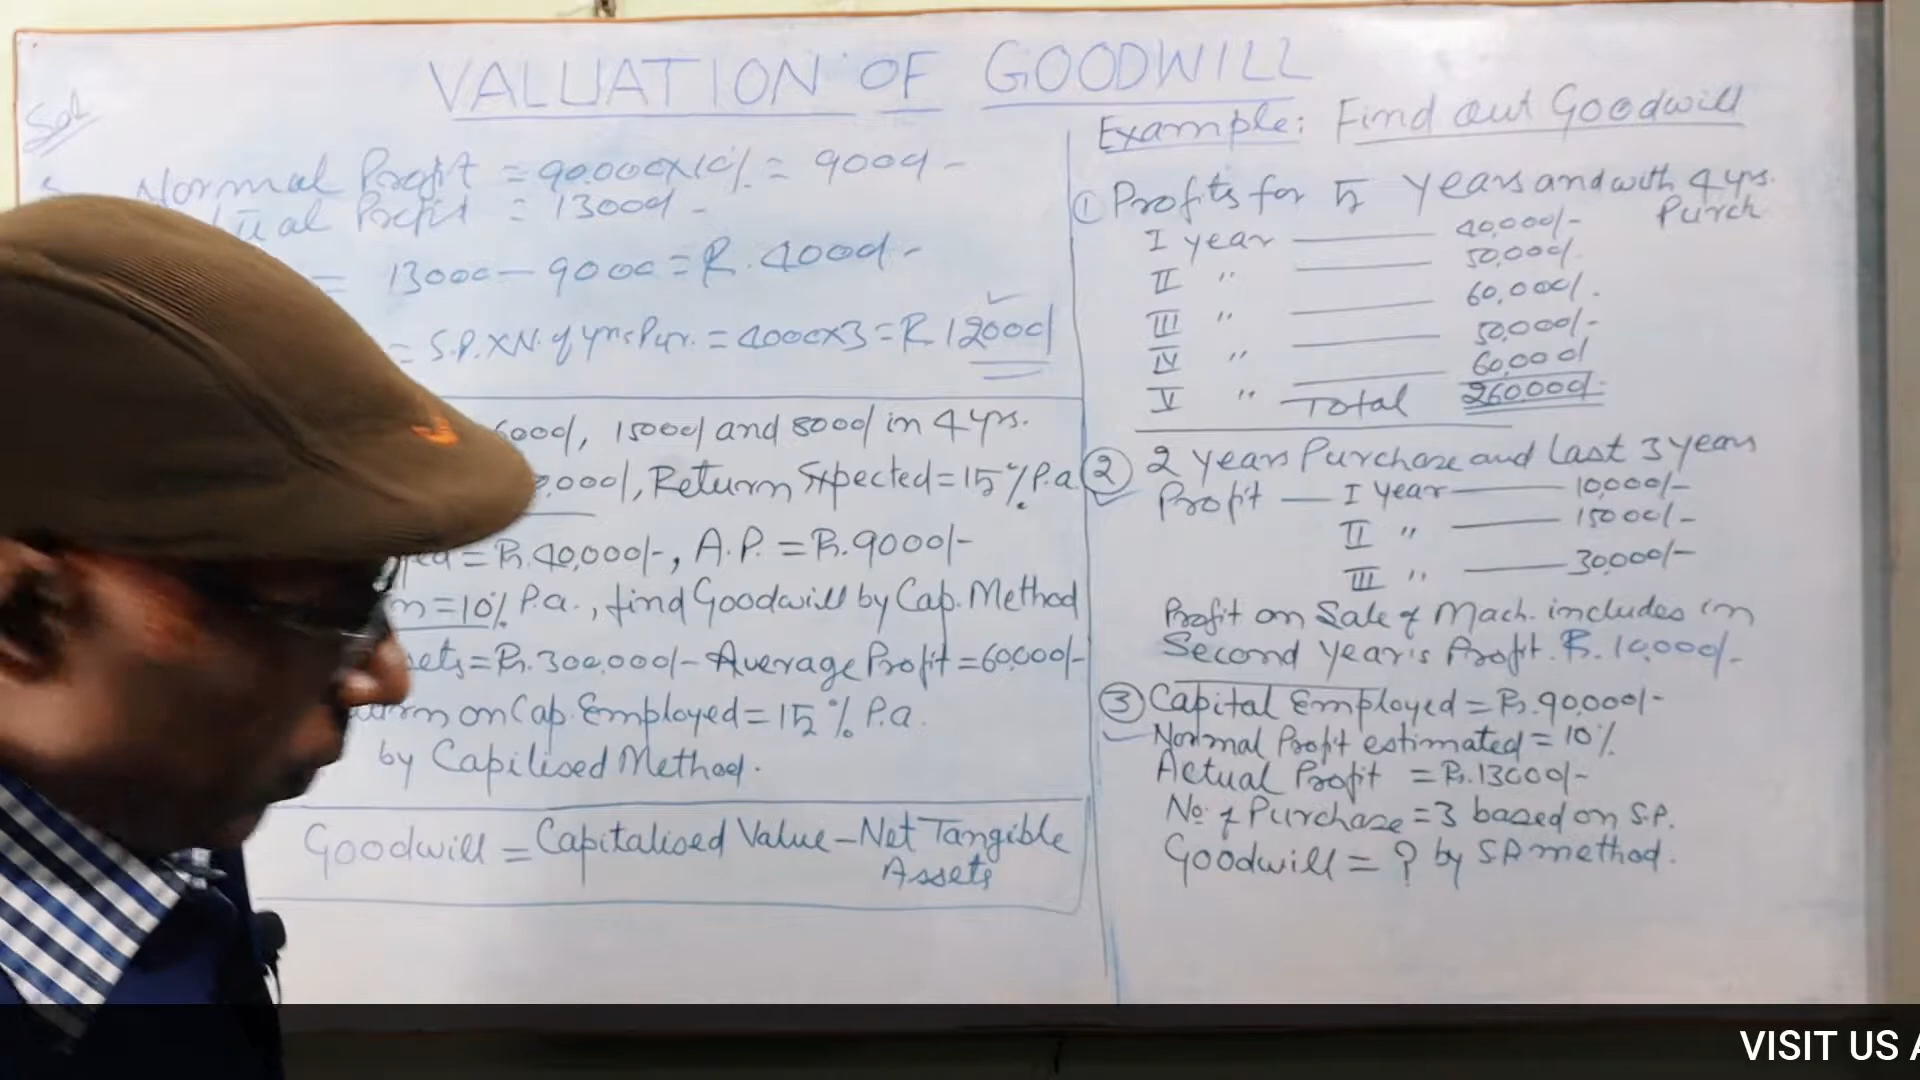 VALUATION OF GOODWILL
Sol
Normal Profit = 90,000x10% = 9000/-
Profit = 13000/-
= 13000 — 9000 = R. 4000/-
= S.P. X N. of yrs Pur. = 4000x3 = R 12000/
6000/, 15000/ and 8000/ in 4 yrs.
,000/, Return Expected = 15% P.a
= Rs.40,000/-, A.P. = Rs.9000/-
= 10% P.a., find Goodwill by Cap. Method
= Rs.300,000/- Average Profit = 60,000/-
on Cap. Employed = 15% P.a.
by Capilised Method.
Goodwill = Capitalised Value - Net Tangible
Assets
Example: Find out Goodwill
① Profits for 5 years and with 4 yrs.
Purch
I year — 40,000/-
II " — 50,000/.
III " — 60,000/.
IV " — 50,000/-
V " — 60,000/
Total 260000/-
② 2 years Purchase and last 3 years
Profit — I year — 10,000/-
II " — 15000/-
III " — 30,000/-
Profit on Sale of Mach. includes in
Second year's Profit. R. 10,000/-
③ Capital Employed = Rs.90,000/-
Normal Profit estimated = 10%
Actual Profit = Rs.13000/-
No. of Purchase = 3 based on S.P.
Goodwill = ? by S.P method.
VISIT US